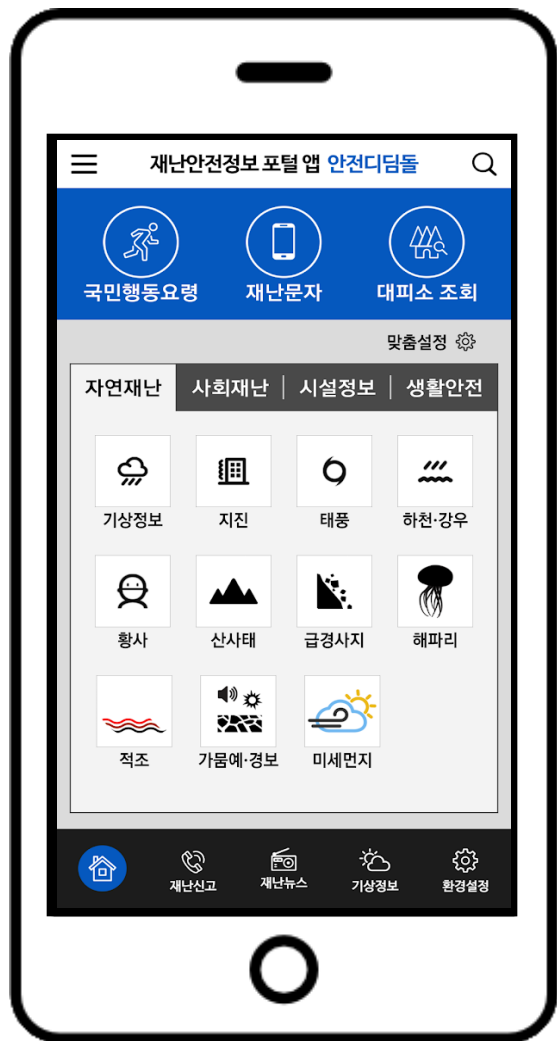 재난안전정보 포털 앱 안전디딤돌
국민행동요령 재난문자 대피소 조회
맞춤설정
자연재난 사회재난 시설정보 생활안전
기상정보 지진 태풍 하천·강우
황사 산사태 급경사지 해파리
적조 가뭄예·경보 미세먼지
재난신고 재난뉴스 기상정보 환경설정